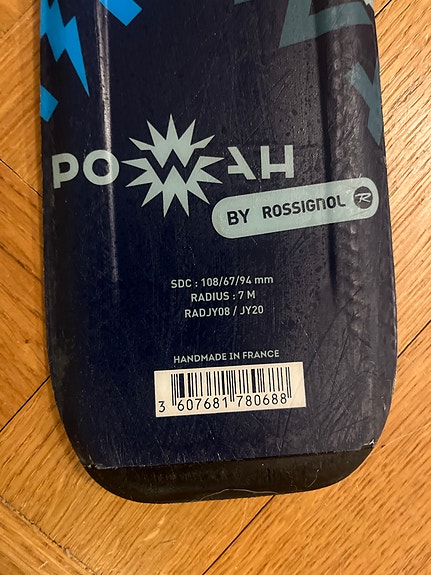 POWAH
BY ROSSIGNOL R
SDC : 108/67/94 mm
RADIUS : 7 M
RADJY08 / JY20
HANDMADE IN FRANCE
3 607681 780688